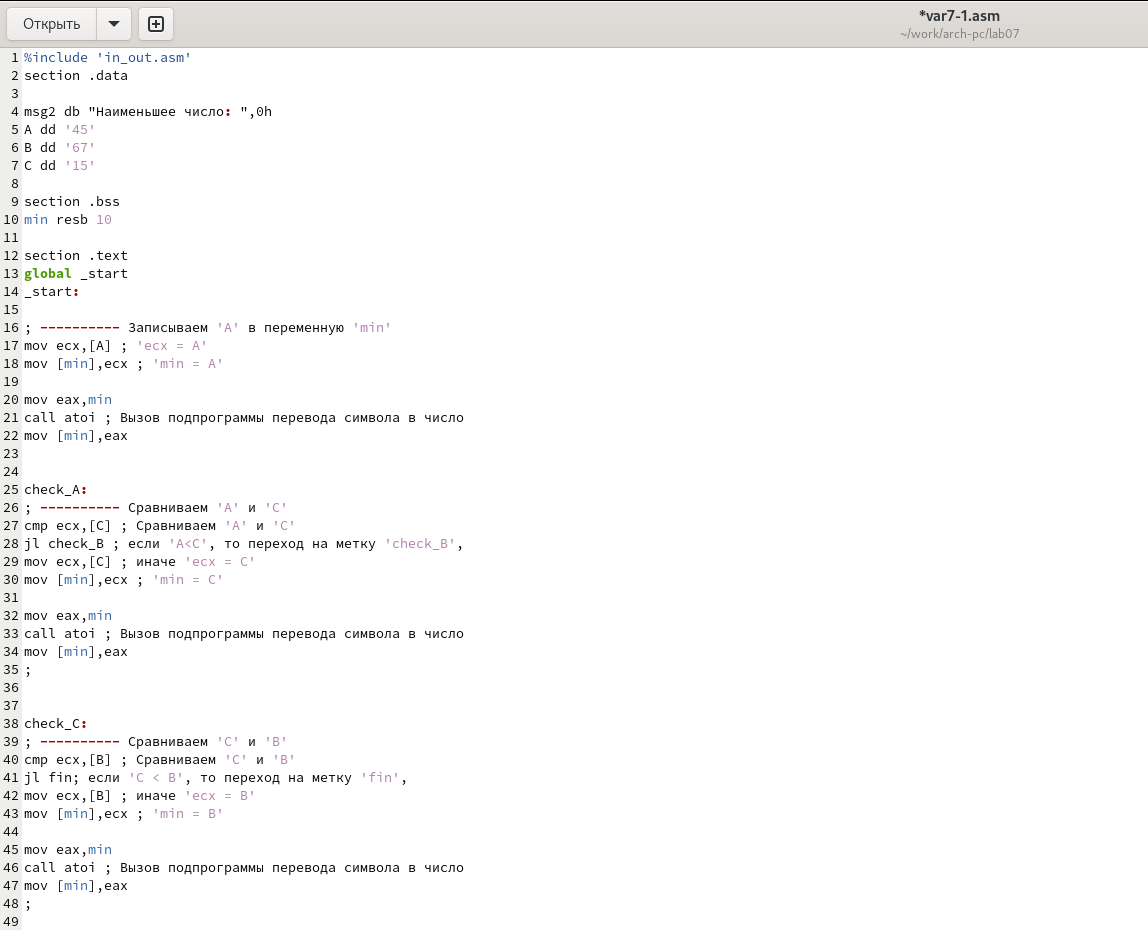 Открыть
*var7-1.asm
~/work/arch-pc/lab07
1 %include 'in_out.asm'
2 section .data
3
4 msg2 db "Наименьшее число: ",0h
5 A dd '45'
6 B dd '67'
7 C dd '15'
8
9 section .bss
10 min resb 10
11
12 section .text
13 global _start
14 _start:
15
16 ; ---------- Записываем 'A' в переменную 'min'
17 mov ecx,[A] ; 'ecx = A'
18 mov [min],ecx ; 'min = A'
19
20 mov eax,min
21 call atoi ; Вызов подпрограммы перевода символа в число
22 mov [min],eax
23
24
25 check_A:
26 ; ---------- Сравниваем 'A' и 'C'
27 cmp ecx,[C] ; Сравниваем 'A' и 'C'
28 jl check_B ; если 'A<C', то переход на метку 'check_B',
29 mov ecx,[C] ; иначе 'ecx = C'
30 mov [min],ecx ; 'min = C'
31
32 mov eax,min
33 call atoi ; Вызов подпрограммы перевода символа в число
34 mov [min],eax
35 ;
36
37
38 check_C:
39 ; ---------- Сравниваем 'C' и 'B'
40 cmp ecx,[B] ; Сравниваем 'C' и 'B'
41 jl fin; если 'C < B', то переход на метку 'fin',
42 mov ecx,[B] ; иначе 'ecx = B'
43 mov [min],ecx ; 'min = B'
44
45 mov eax,min
46 call atoi ; Вызов подпрограммы перевода символа в число
47 mov [min],eax
48 ;
49